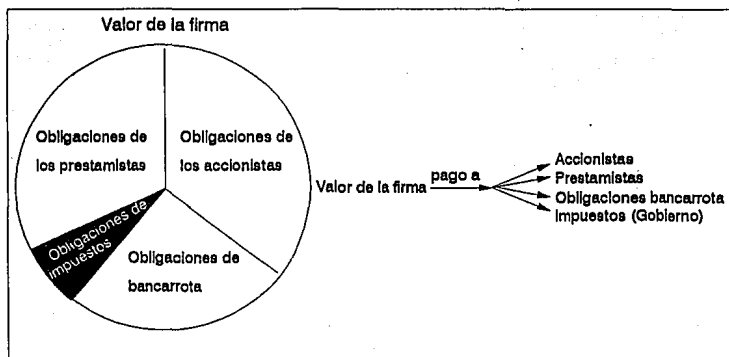 Valor de la firma
Obligaciones de
los prestamistas
Obligaciones de
los accionistas
Obligaciones de
impuestos
Obligaciones de
bancarrota
Valor de la firma
pago a
Accionistas
Prestamistas
Obligaciones bancarrota
Impuestos (Gobierno)